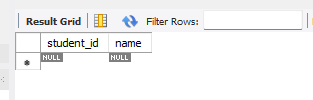 Result Grid Filter Rows:
student_id name
NULL NULL